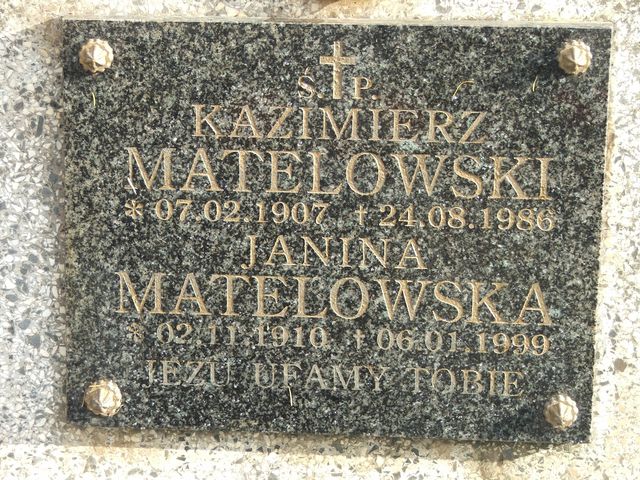 Ś. P.
KAZIMIERZ
MATELOWSKI
* 07.02.1907 † 24.08.1986
JANINA
MATELOWSKA
* 02.11.1910 † 06.01.1999
JEZU UFAMY TOBIE